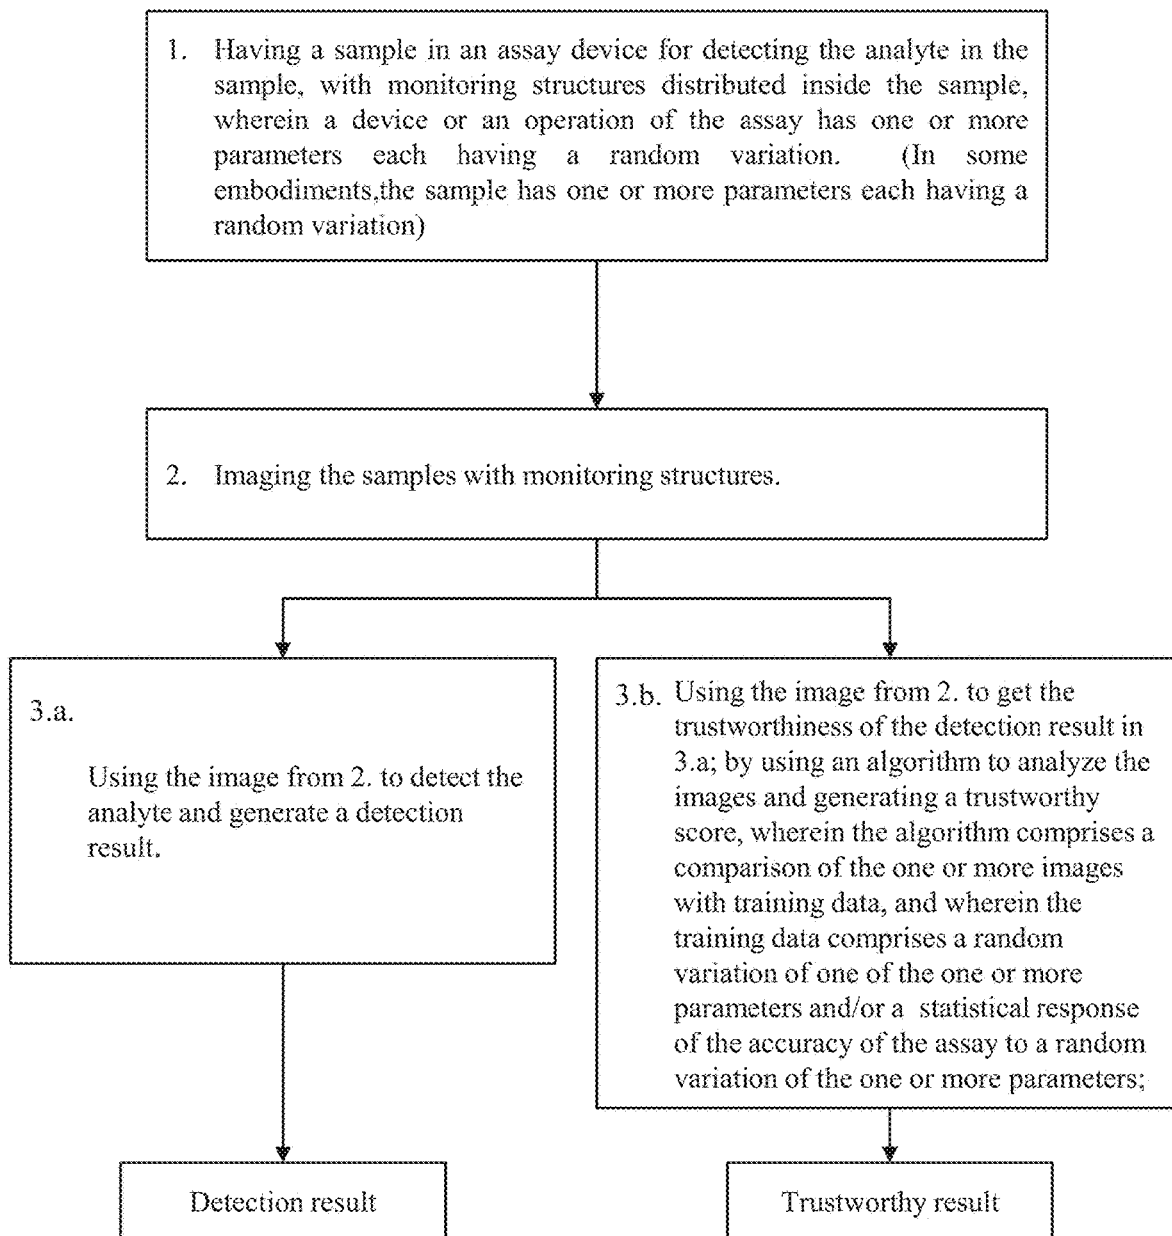 1. Having a sample in an assay device for detecting the analyte in the
sample, with monitoring structures distributed inside the sample,
wherein a device or an operation of the assay has one or more
parameters each having a random variation. (In some
embodiments,the sample has one or more parameters each having a
random variation)
2. Imaging the samples with monitoring structures.
3.a.
Using the image from 2. to detect the
analyte and generate a detection
result.
3.b. Using the image from 2. to get the
trustworthiness of the detection result in
3.a; by using an algorithm to analyze the
images and generating a trustworthy
score, wherein the algorithm comprises a
comparison of the one or more images
with training data, and wherein the
training data comprises a random
variation of one of the one or more
parameters and/or a statistical response
of the accuracy of the assay to a random
variation of the one or more parameters;
Detection result
Trustworthy result